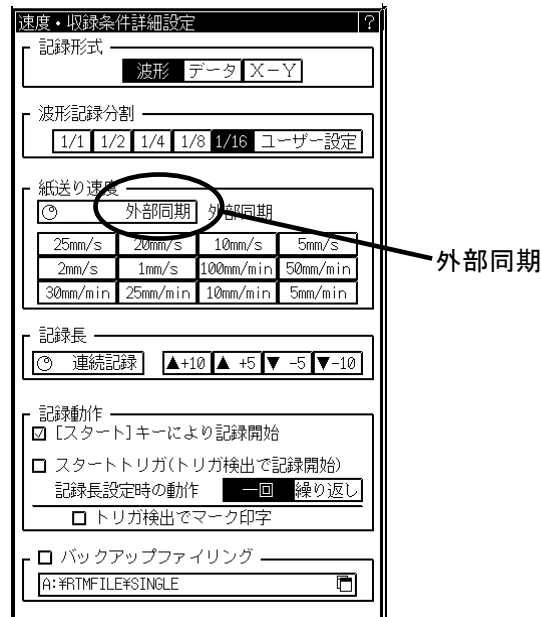 速度・収録条件詳細設定 ?
記録形式
波形 データ X-Y
波形記録分割
1/1 1/2 1/4 1/8 1/16 ユーザー設定
紙送り速度
外部同期 外部同期
25mm/s 20mm/s 10mm/s 5mm/s
2mm/s 1mm/s 100mm/min 50mm/min
30mm/min 25mm/min 10mm/min 5mm/min
外部同期
記録長
連続記録 ▲+10 ▲ +5 ▼ -5 ▼-10
記録動作
[スタート]キーにより記録開始
スタートトリガ(トリガ検出で記録開始)
記録長設定時の動作 一回 繰り返し
トリガ検出でマーク印字
バックアップファイリング
A:¥RTMFILE¥SINGLE